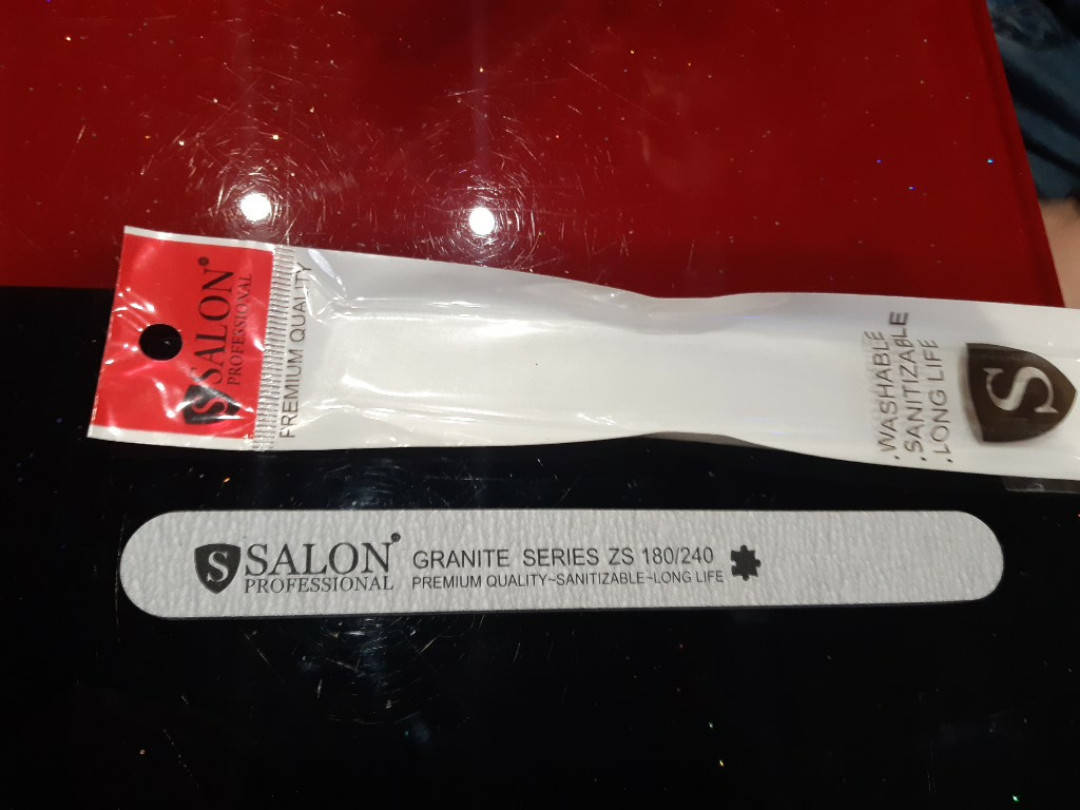 SALON
PROFESSIONAL
PREMIUM QUALITY
.WASHABLE
.SANITIZABLE
.LONG LIFE
S
S
SALON
PROFESSIONAL
GRANITE SERIES ZS 180/240
PREMIUM QUALITY~SANITIZABLE~LONG LIFE